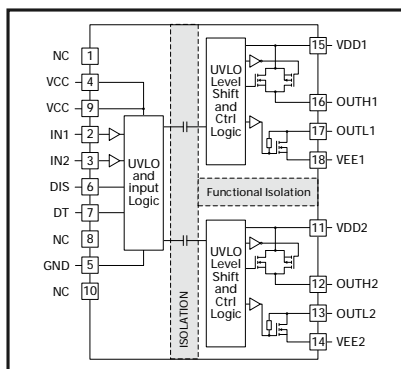 NC 1
VCC 4
VCC 9
IN1 2
IN2 3
DIS 6
DT 7
NC 8
GND 5
NC 10
UVLO
and
input
Logic
ISOLATION
UVLO
Level
Shift
and
Ctrl
Logic
15 VDD1
16 OUTH1
17 OUTL1
18 VEE1
Functional Isolation
UVLO
Level
Shift
and
Ctrl
Logic
11 VDD2
12 OUTH2
13 OUTL2
14 VEE2